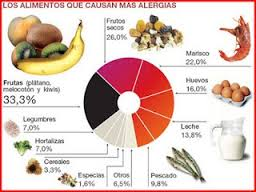 LOS ALIMENTOS QUE CAUSAN MÁS ALERGIAS
Frutos
secos
26,0%
Marisco
22,0%
Huevos
16,0%
Leche 13,8%
Pescado
9,8%
Otros
6,5%
Especias
1,6%
Cereales
3,3%
Hortalizas
7,0%
Legumbres
7,0%
Frutas (plátano,
melocotón y kiwis)
33,3%